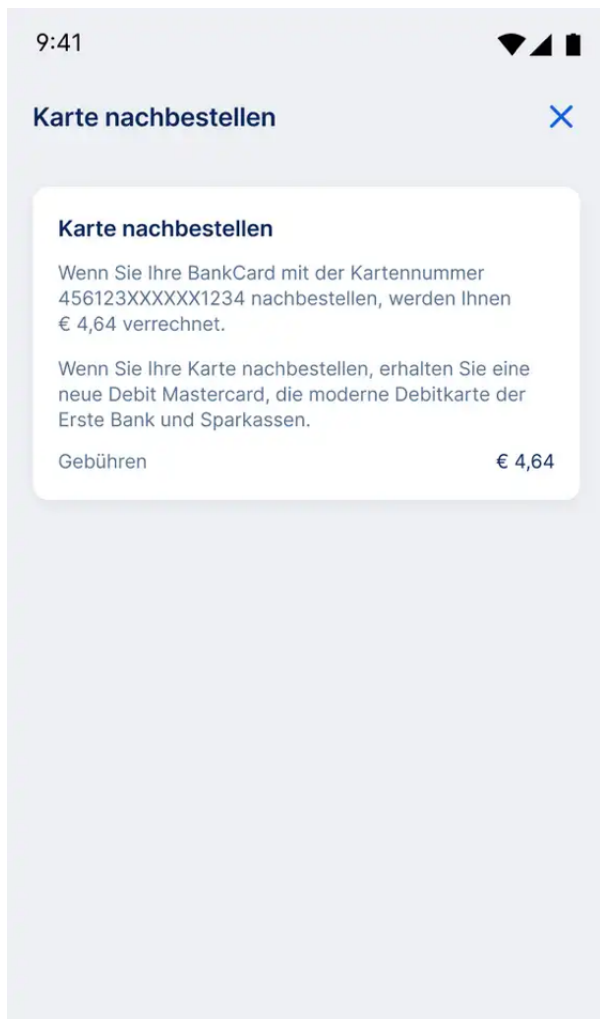 9:41
Karte nachbestellen
Karte nachbestellen
Wenn Sie Ihre BankCard mit der Kartennummer
456123XXXXXX1234 nachbestellen, werden Ihnen
€ 4,64 verrechnet.
Wenn Sie Ihre Karte nachbestellen, erhalten Sie eine
neue Debit Mastercard, die moderne Debitkarte der
Erste Bank und Sparkassen.
Gebühren € 4,64